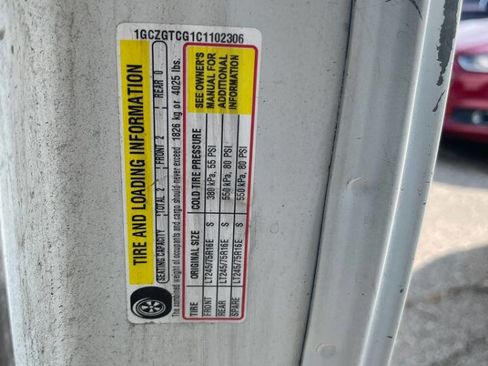 1GCZGTCG1C1102306
TIRE AND LOADING INFORMATION
SEATING CAPACITY TOTAL 2 FRONT 2 REAR 0
The combined weight of occupants and cargo should never exceed 1826 kg or 4025 lbs.
TIRE ORIGINAL SIZE COLD TIRE PRESSURE
FRONT LT245/75R16E S 380 kPa, 55 PSI
REAR LT245/75R16E S 550 kPa, 80 PSI
SPARE LT245/75R16E S 550 kPa, 80 PSI
SEE OWNER'S
MANUAL FOR
ADDITIONAL
INFORMATION